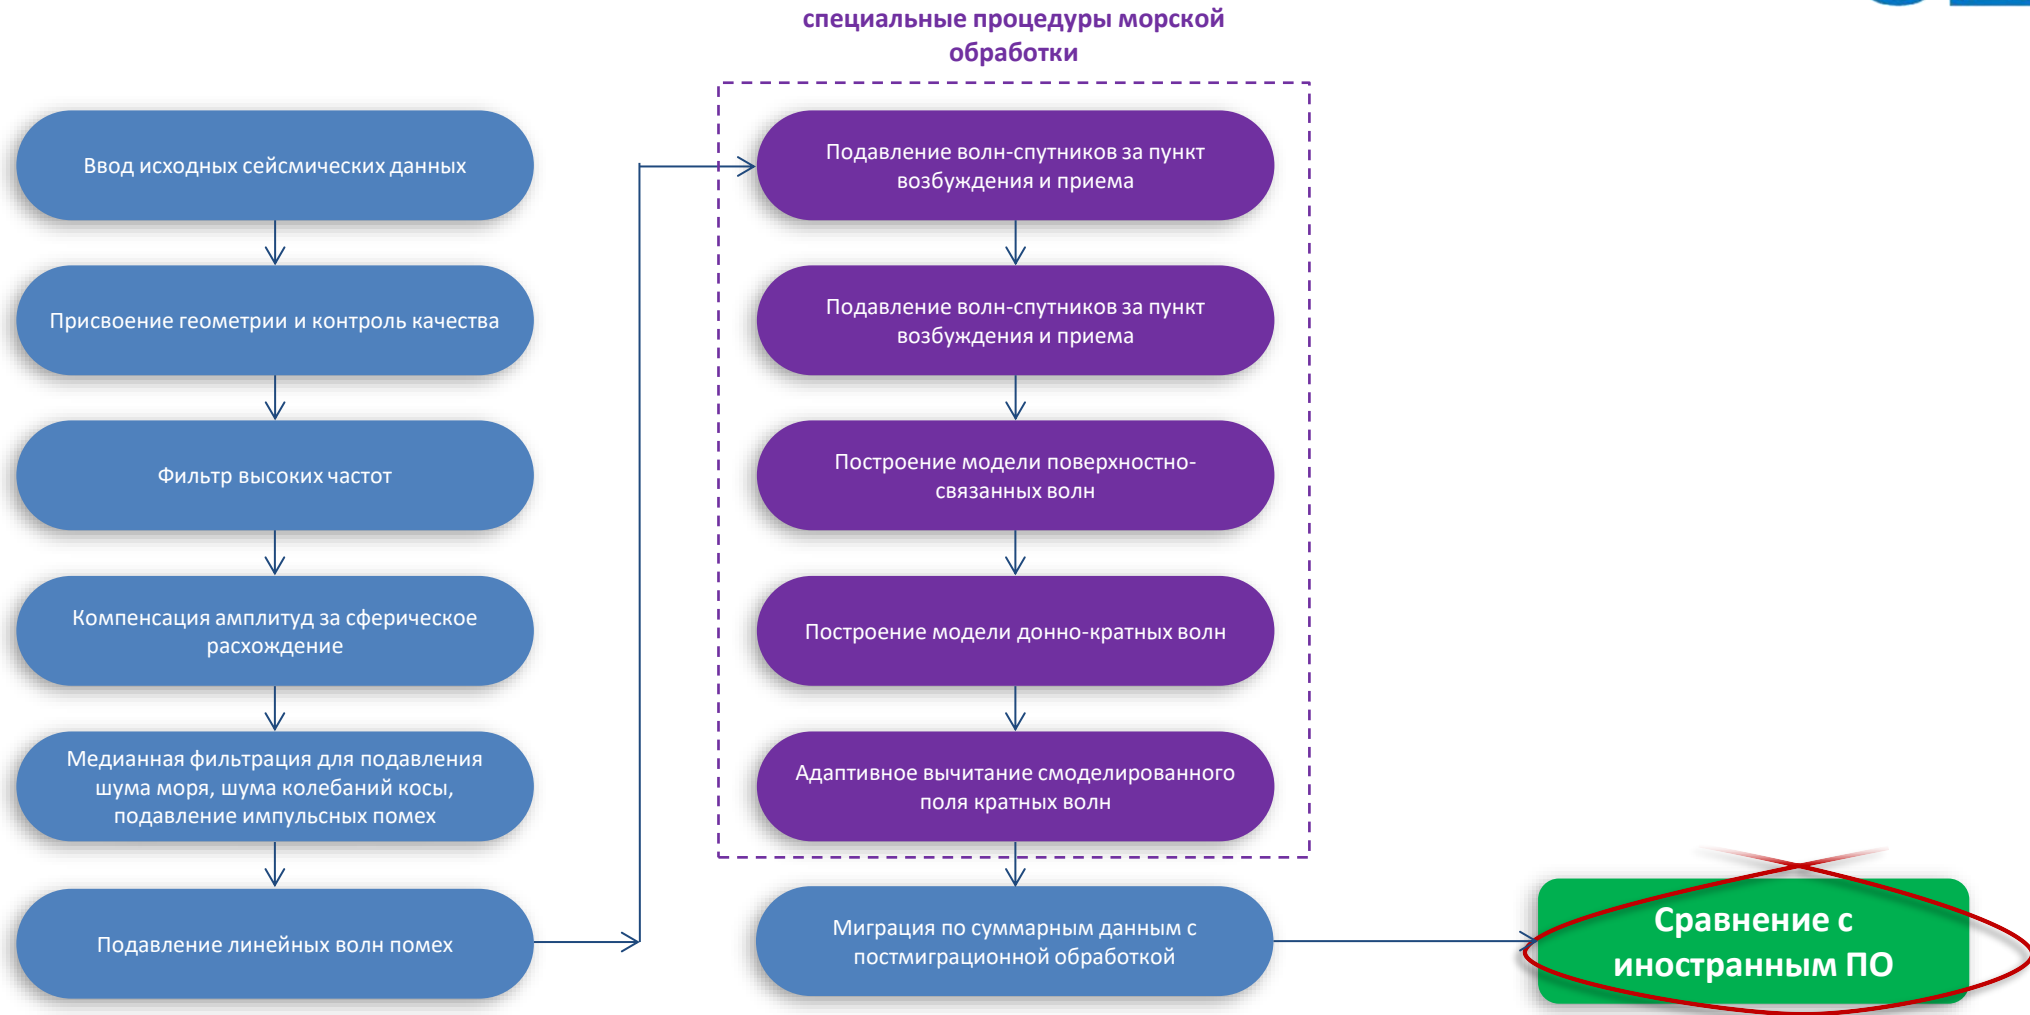 специальные процедуры морской
обработки
Ввод исходных сейсмических данных
Присвоение геометрии и контроль качества
Фильтр высоких частот
Компенсация амплитуд за сферическое
расхождение
Медианная фильтрация для подавления
шума моря, шума колебаний косы,
подавление импульсных помех
Подавление линейных волн помех
Подавление волн-спутников за пункт
возбуждения и приема
Подавление волн-спутников за пункт
возбуждения и приема
Построение модели поверхностно-
связанных волн
Построение модели донно-кратных волн
Адаптивное вычитание смоделированного
поля кратных волн
Миграция по суммарным данным с
постмиграционной обработкой
Сравнение с
иностранным ПО